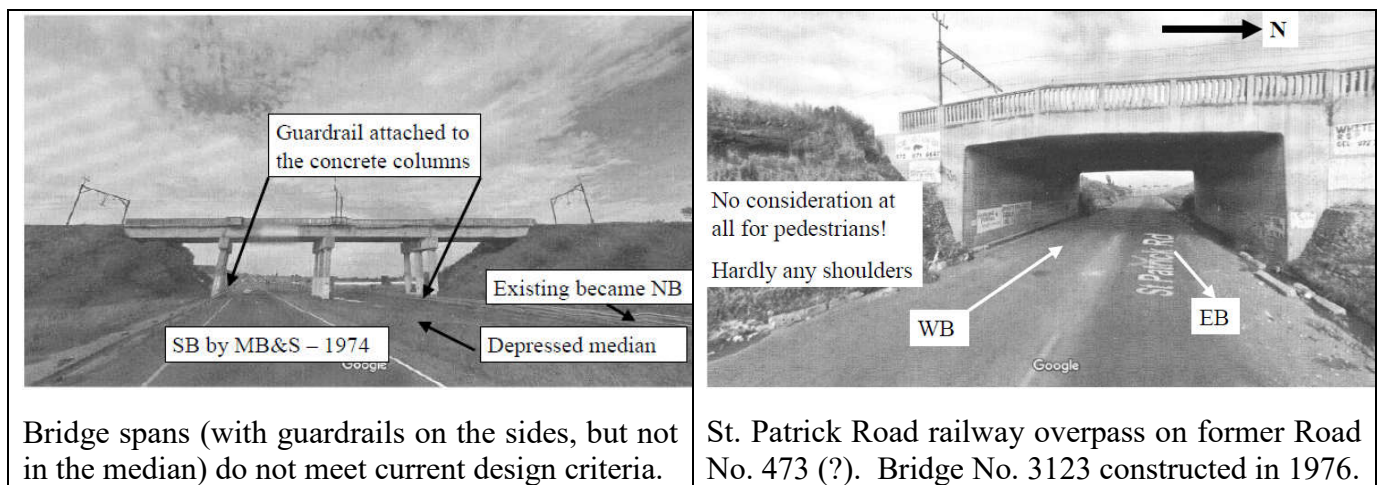 Guardrail attached to
the concrete columns
Existing became NB
SB by MB&S – 1974
Depressed median
Google
Bridge spans (with guardrails on the sides, but not
in the median) do not meet current design criteria.
N
No consideration at
all for pedestrians!
Hardly any shoulders
St Patrick Rd
WB
EB
Google
St. Patrick Road railway overpass on former Road
No. 473 (?).  Bridge No. 3123 constructed in 1976.